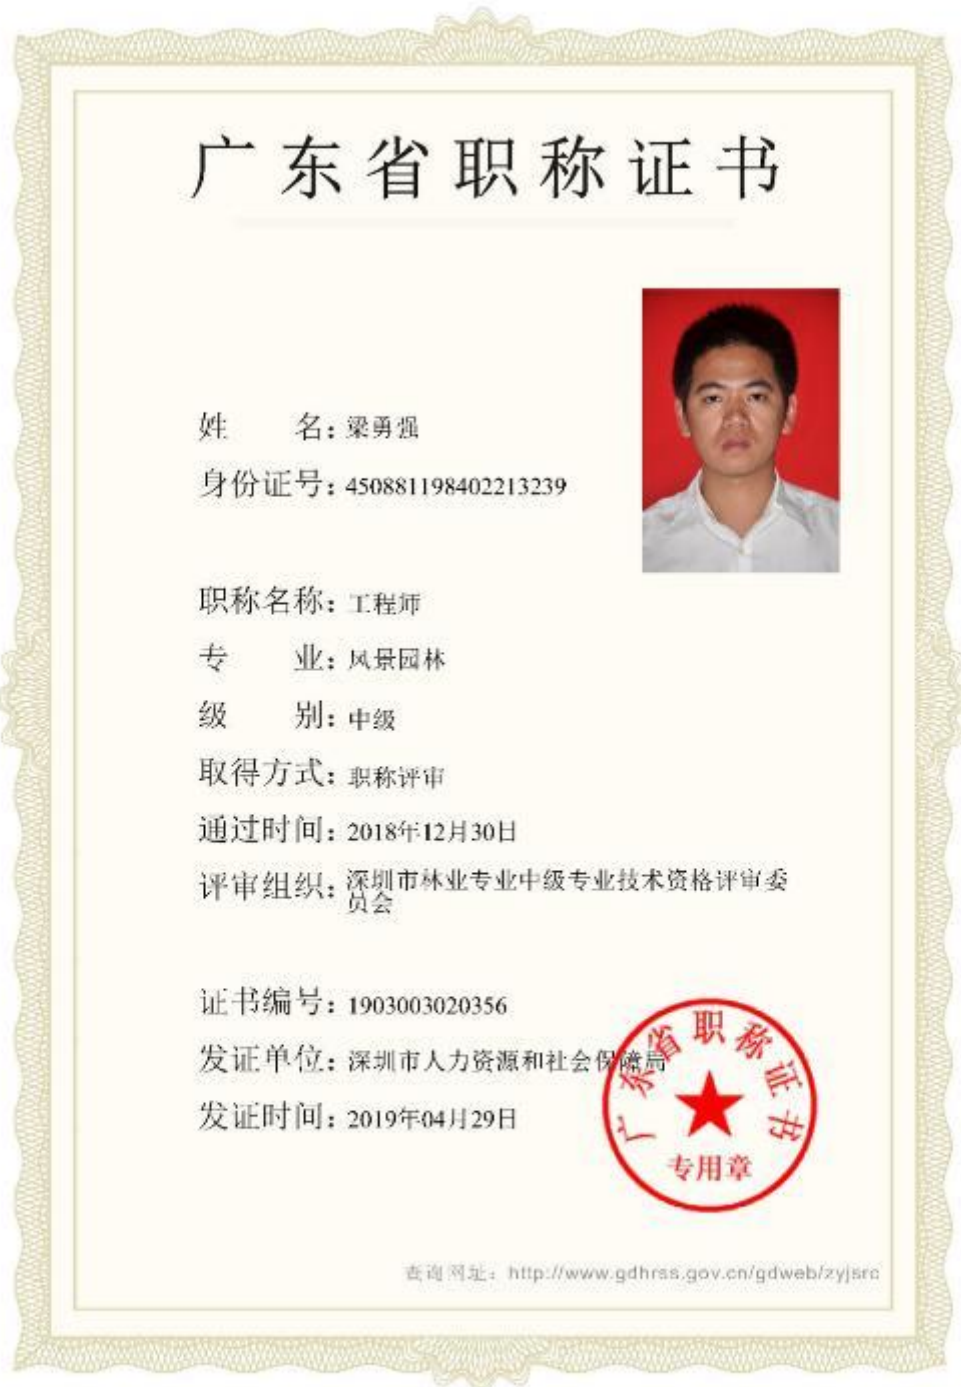 广东省职称证书
姓名：梁勇强
身份证号：450881198402213239
职称名称：工程师
专业：风景园林
级别：中级
取得方式：职称评审
通过时间：2018年12月30日
评审组织：深圳市林业专业中级专业技术资格评审委
员会
证书编号：1903003020356
发证单位：深圳市人力资源和社会保障局
发证时间：2019年04月29日
广东省职称证书
专用章
查询网址：http://www.gdhrss.gov.cn/gdweb/zyjsrc